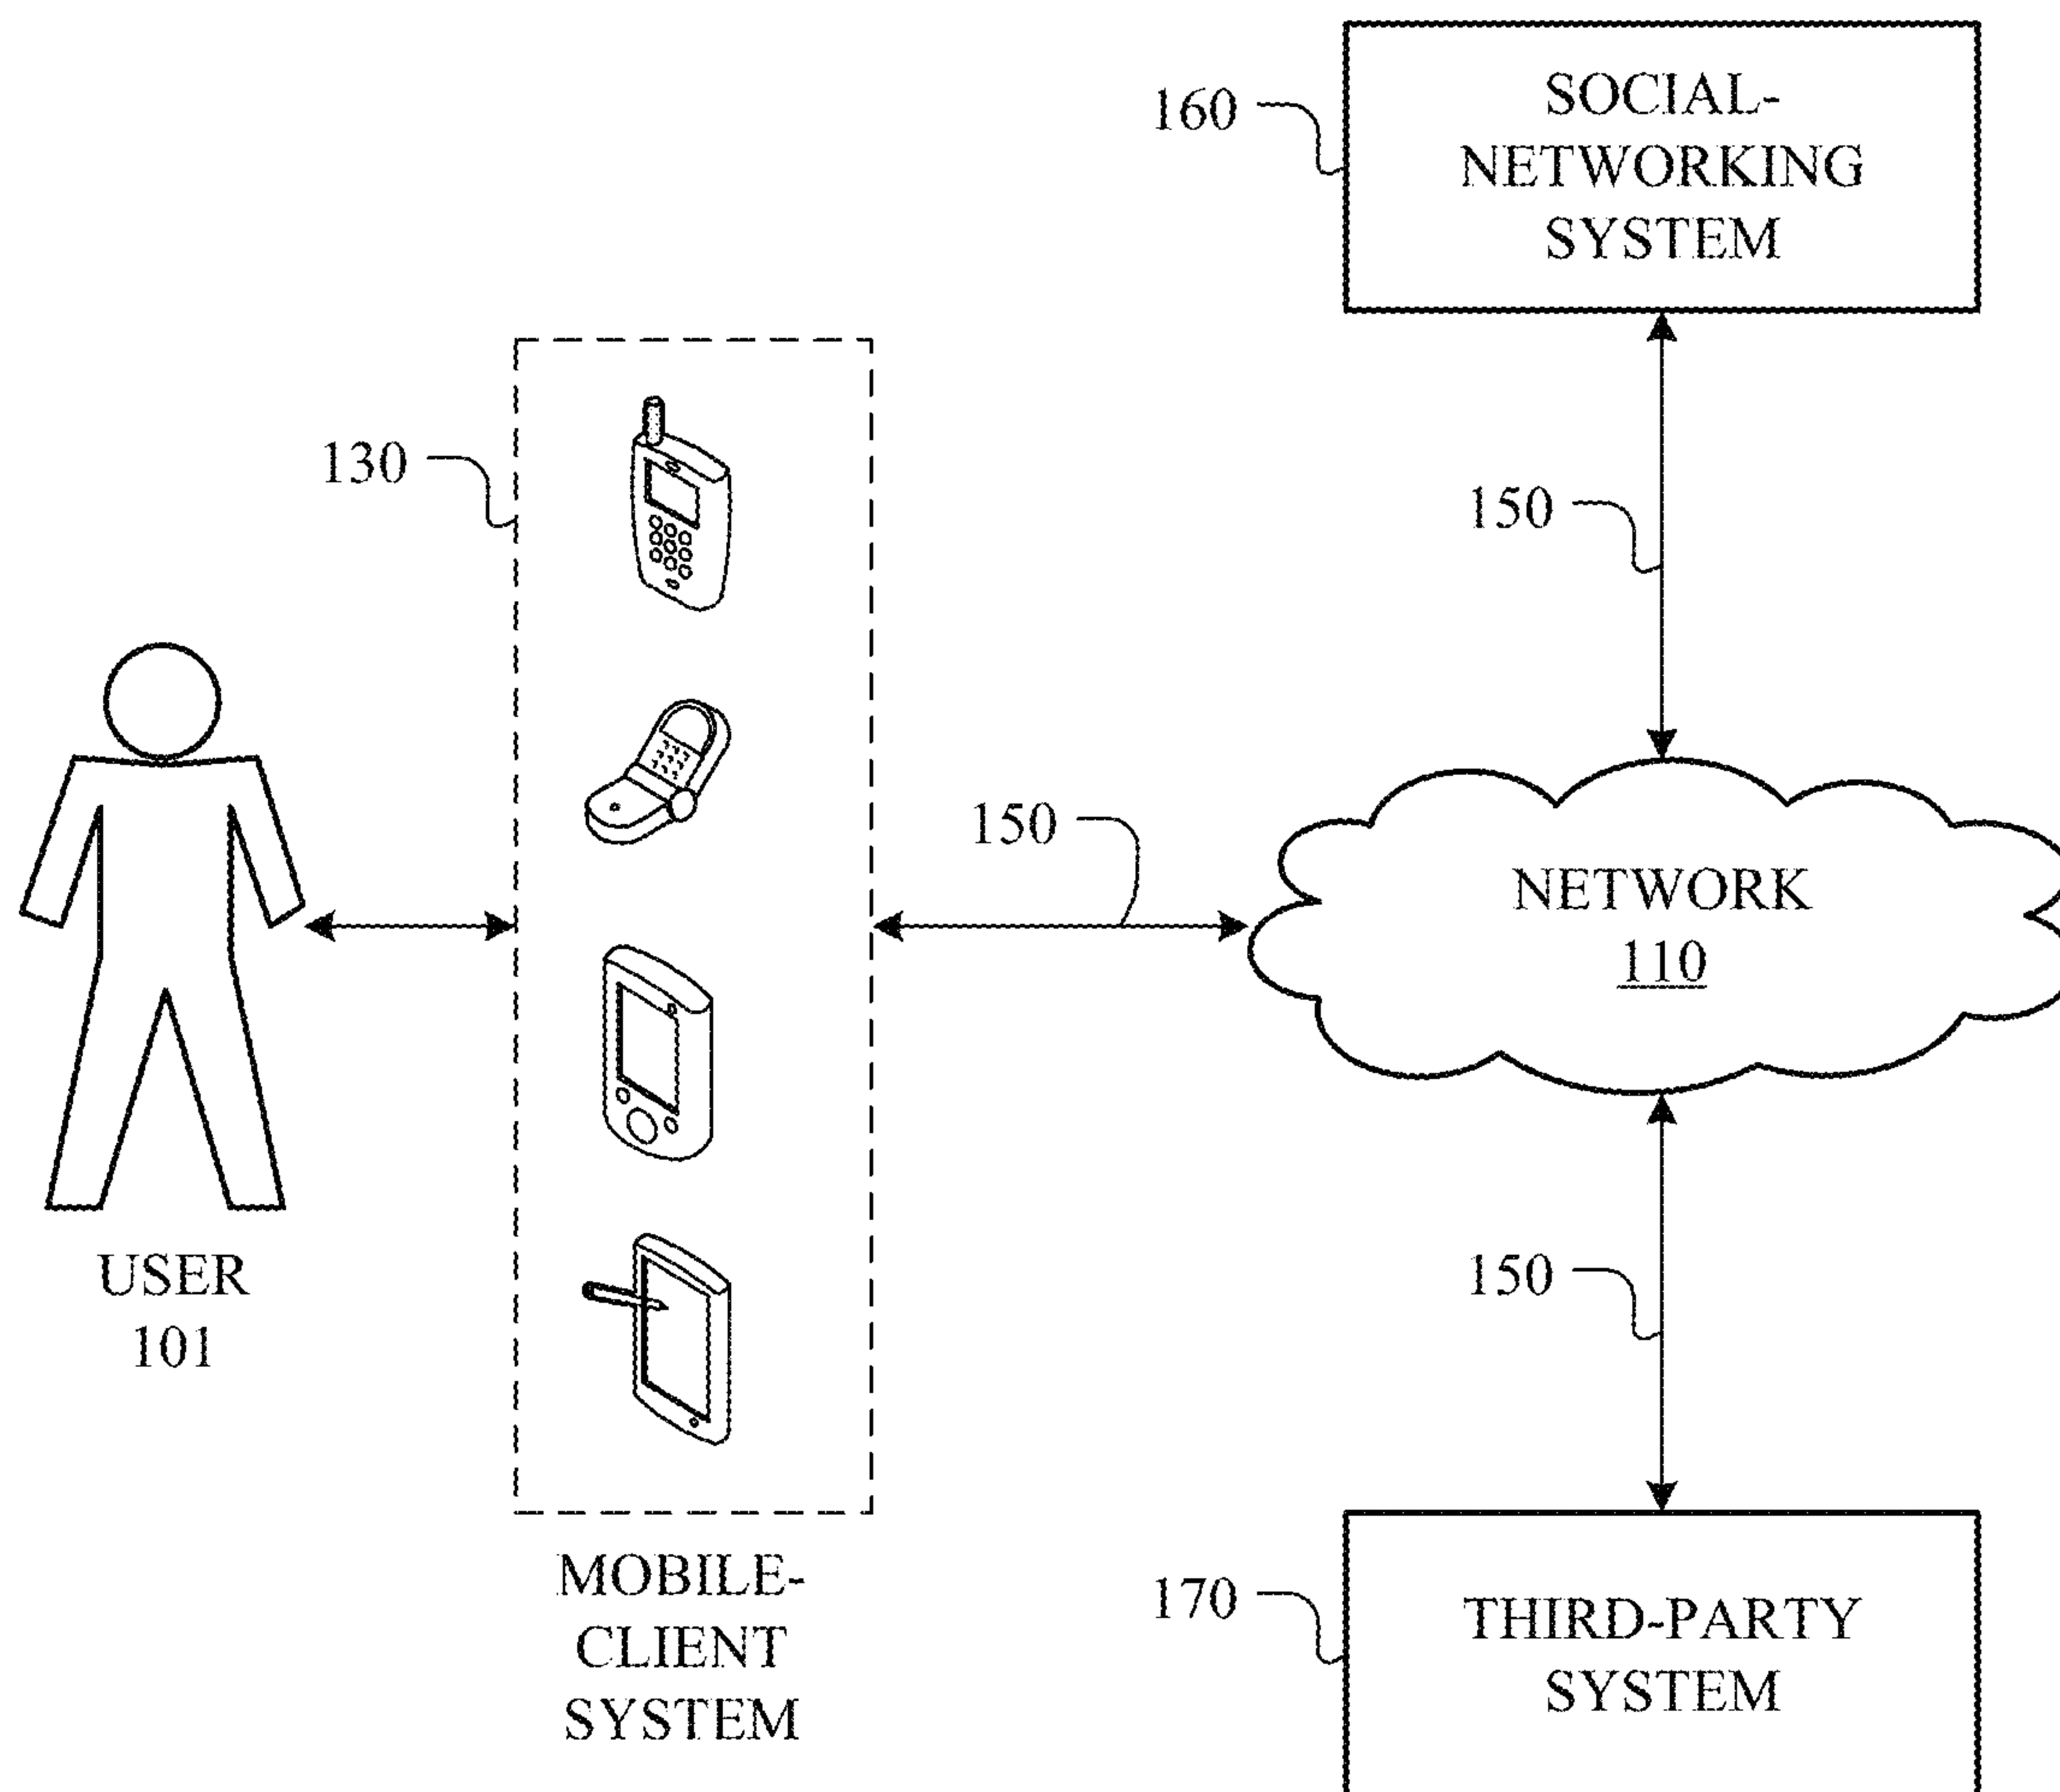 160
SOCIAL-
NETWORKING
SYSTEM
130
150
150
NETWORK
110
USER
101
150
MOBILE-
CLIENT
SYSTEM
170
THIRD-PARTY
SYSTEM